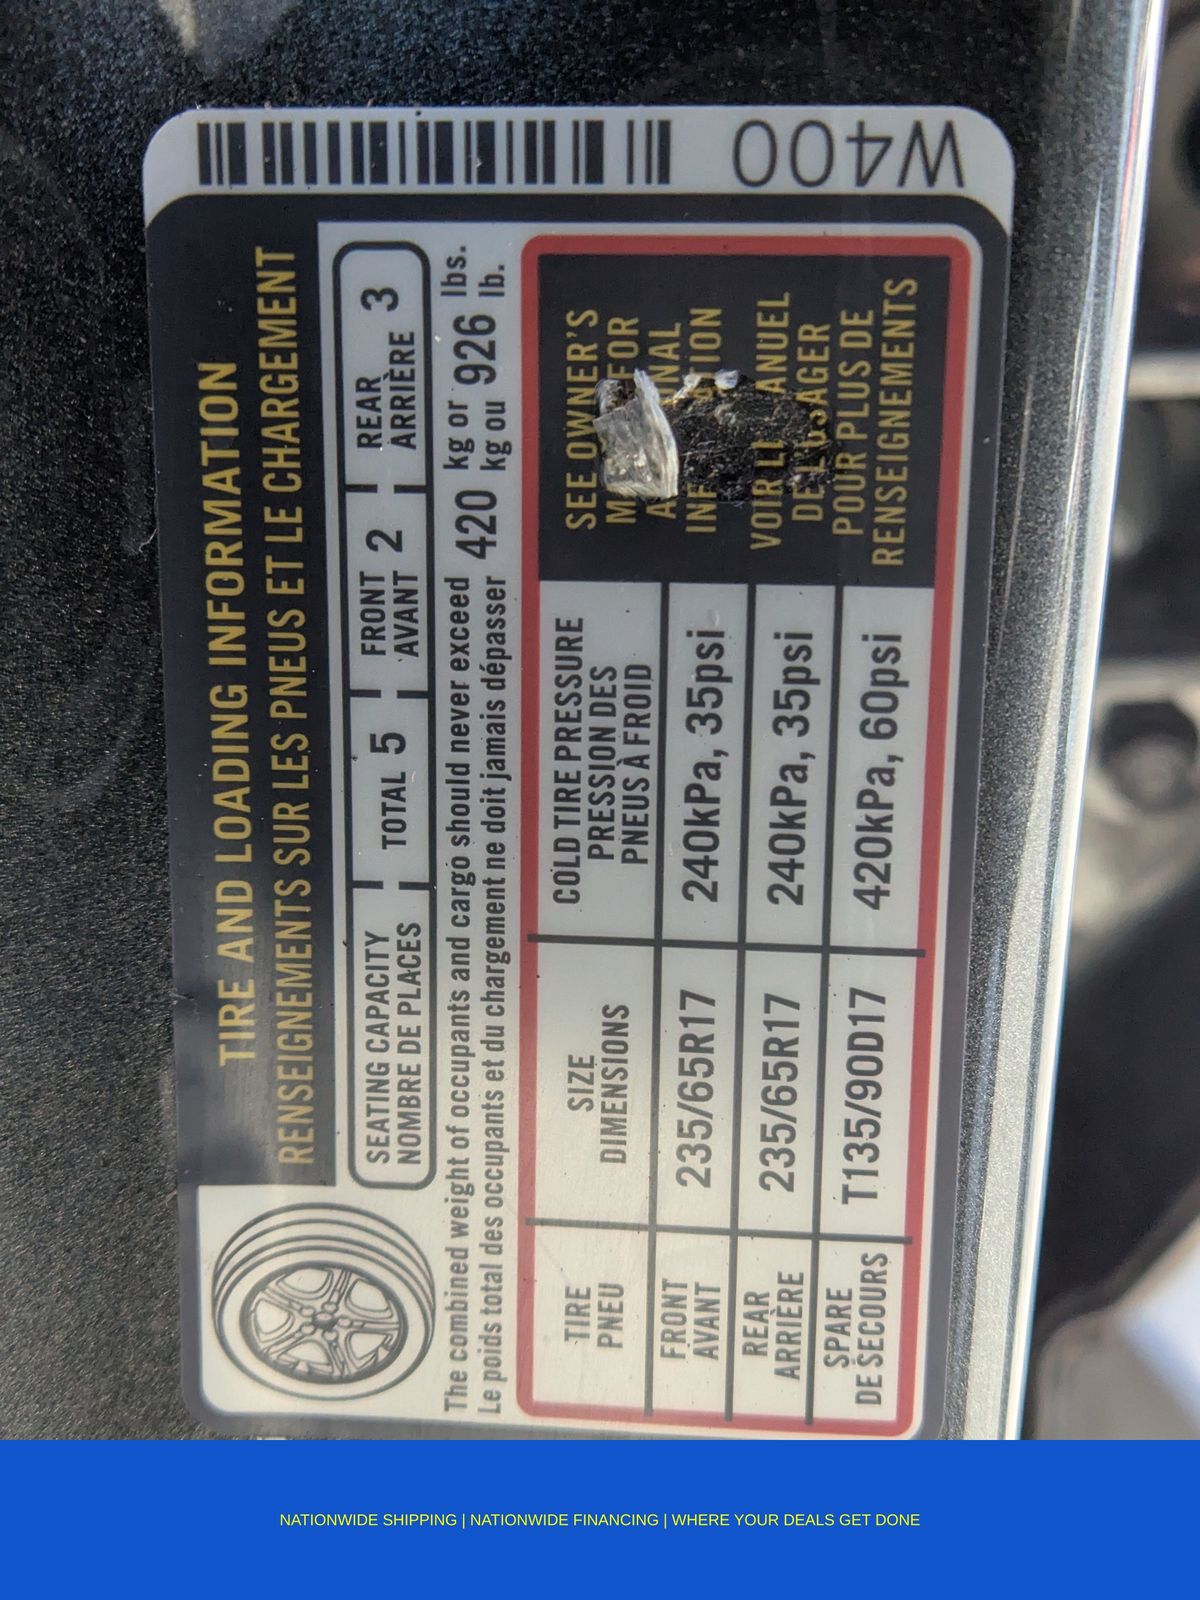 TIRE AND LOADING INFORMATION
RENSEIGNEMENTS SUR LES PNEUS ET LE CHARGEMENT
SEATING CAPACITY
NOMBRE DE PLACES
TOTAL 5
FRONT
AVANT 2
REAR
ARRIÈRE 3
The combined weight of occupants and cargo should never exceed 420 kg or 926 lbs.
Le poids total des occupants et du chargement ne doit jamais dépasser 420 kg ou 926 lb.
TIRE
PNEU
SIZE
DIMENSIONS
COLD TIRE PRESSURE
PRESSION DES
PNEUS À FROID
FRONT
AVANT
235/65R17
240kPa, 35psi
REAR
ARRIÈRE
235/65R17
240kPa, 35psi
SPARE
DE SECOURS
T135/90D17
420kPa, 60psi
SEE OWNER'S
FOR
VOIR
DE L'USAGER
POUR PLUS DE
RENSEIGNEMENTS
W400
NATIONWIDE SHIPPING | NATIONWIDE FINANCING | WHERE YOUR DEALS GET DONE